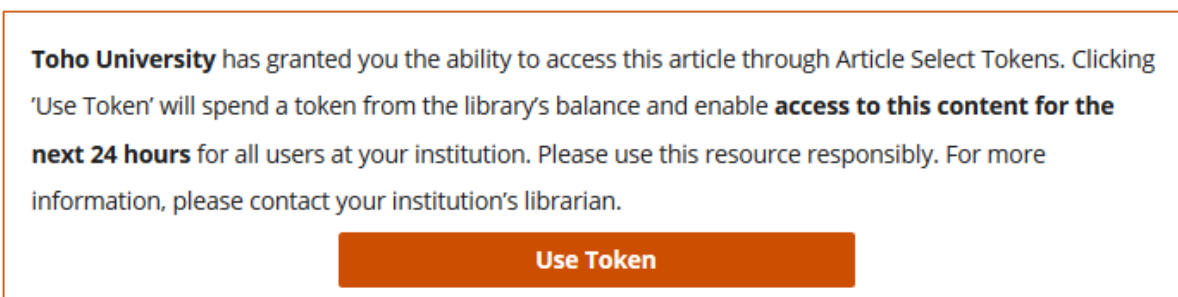 Toho University has granted you the ability to access this article through Article Select Tokens. Clicking
’Use Token’ will spend a token from the library’s balance and enable access to this content for the
next 24 hours for all users at your institution. Please use this resource responsibly. For more
information, please contact your institution’s librarian.
Use Token